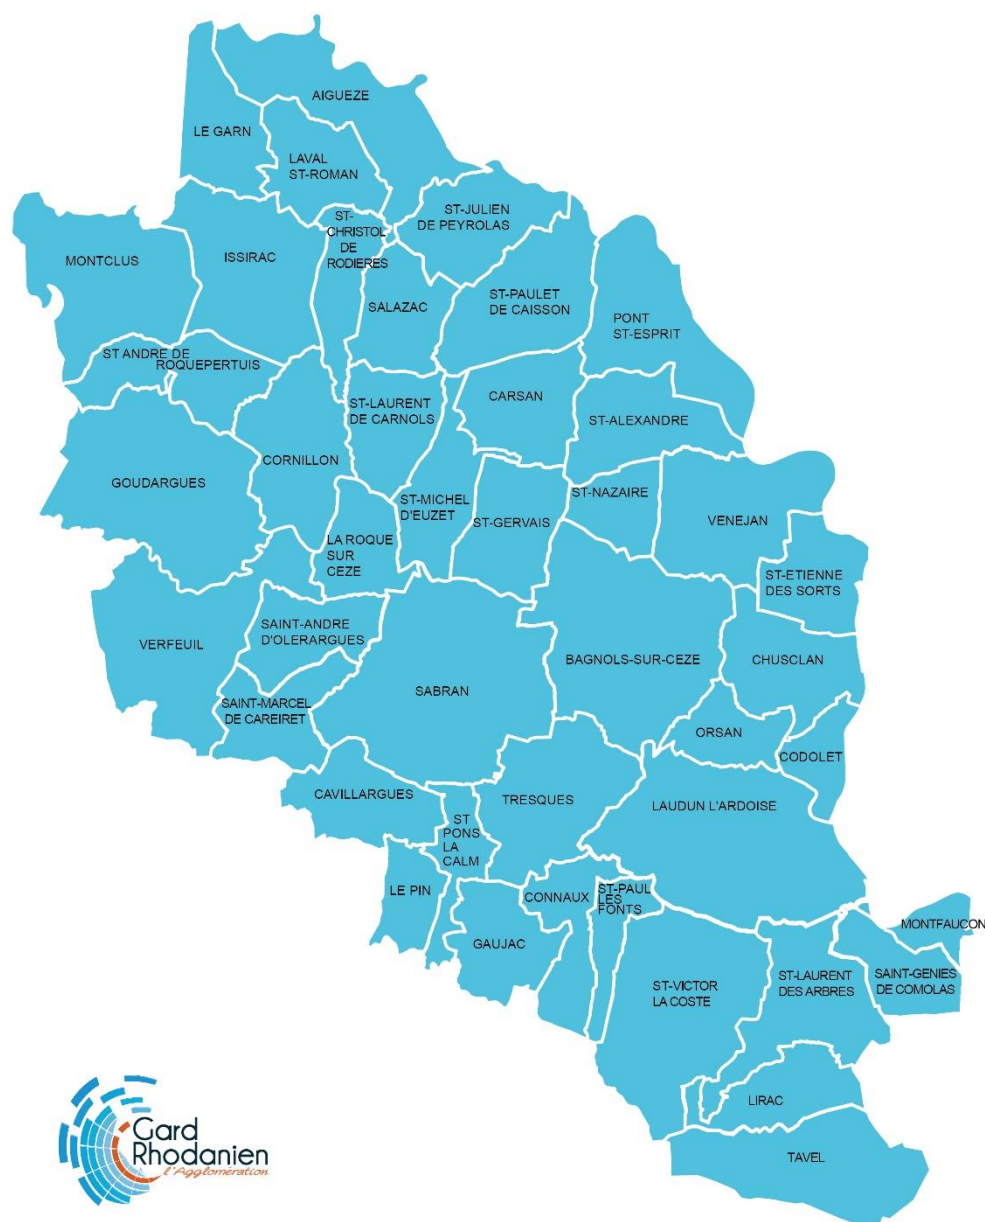 AIGUEZE
LE GARN
LAVAL
ST-ROMAN
ST-JULIEN
DE PEYROLAS
ST-
CHRISTOL
DE
RODIERES
MONTCLUS
ISSIRAC
SALAZAC
ST-PAULET
DE CAISSON
PONT
ST-ESPRIT
ST ANDRE DE
ROQUEPERTUIS
ST-LAURENT
DE CARNOLS
CARSAN
ST-ALEXANDRE
CORNILLON
GOUDARGUES
ST-MICHEL
D'EUZET
ST-GERVAIS
ST-NAZAIRE
VENEJAN
LA ROQUE
SUR
CEZE
ST-ETIENNE
DES SORTS
SAINT-ANDRE
D'OLERARGUES
VERFEUIL
BAGNOLS-SUR-CEZE
CHUSCLAN
SABRAN
SAINT-MARCEL
DE CAREIRET
ORSAN
CODOLET
CAVILLARGUES
TRESQUES
LAUDUN L'ARDOISE
ST
PONS
LA
CALM
LE PIN
CONNAUX
ST-PAUL
LES
FONTS
MONTFAUCON
GAUJAC
ST-VICTOR
LA COSTE
ST-LAURENT
DES ARBRES
SAINT-GENIES
DE COMOLAS
LIRAC
TAVEL
Gard
Rhodanien
l'Agglomération